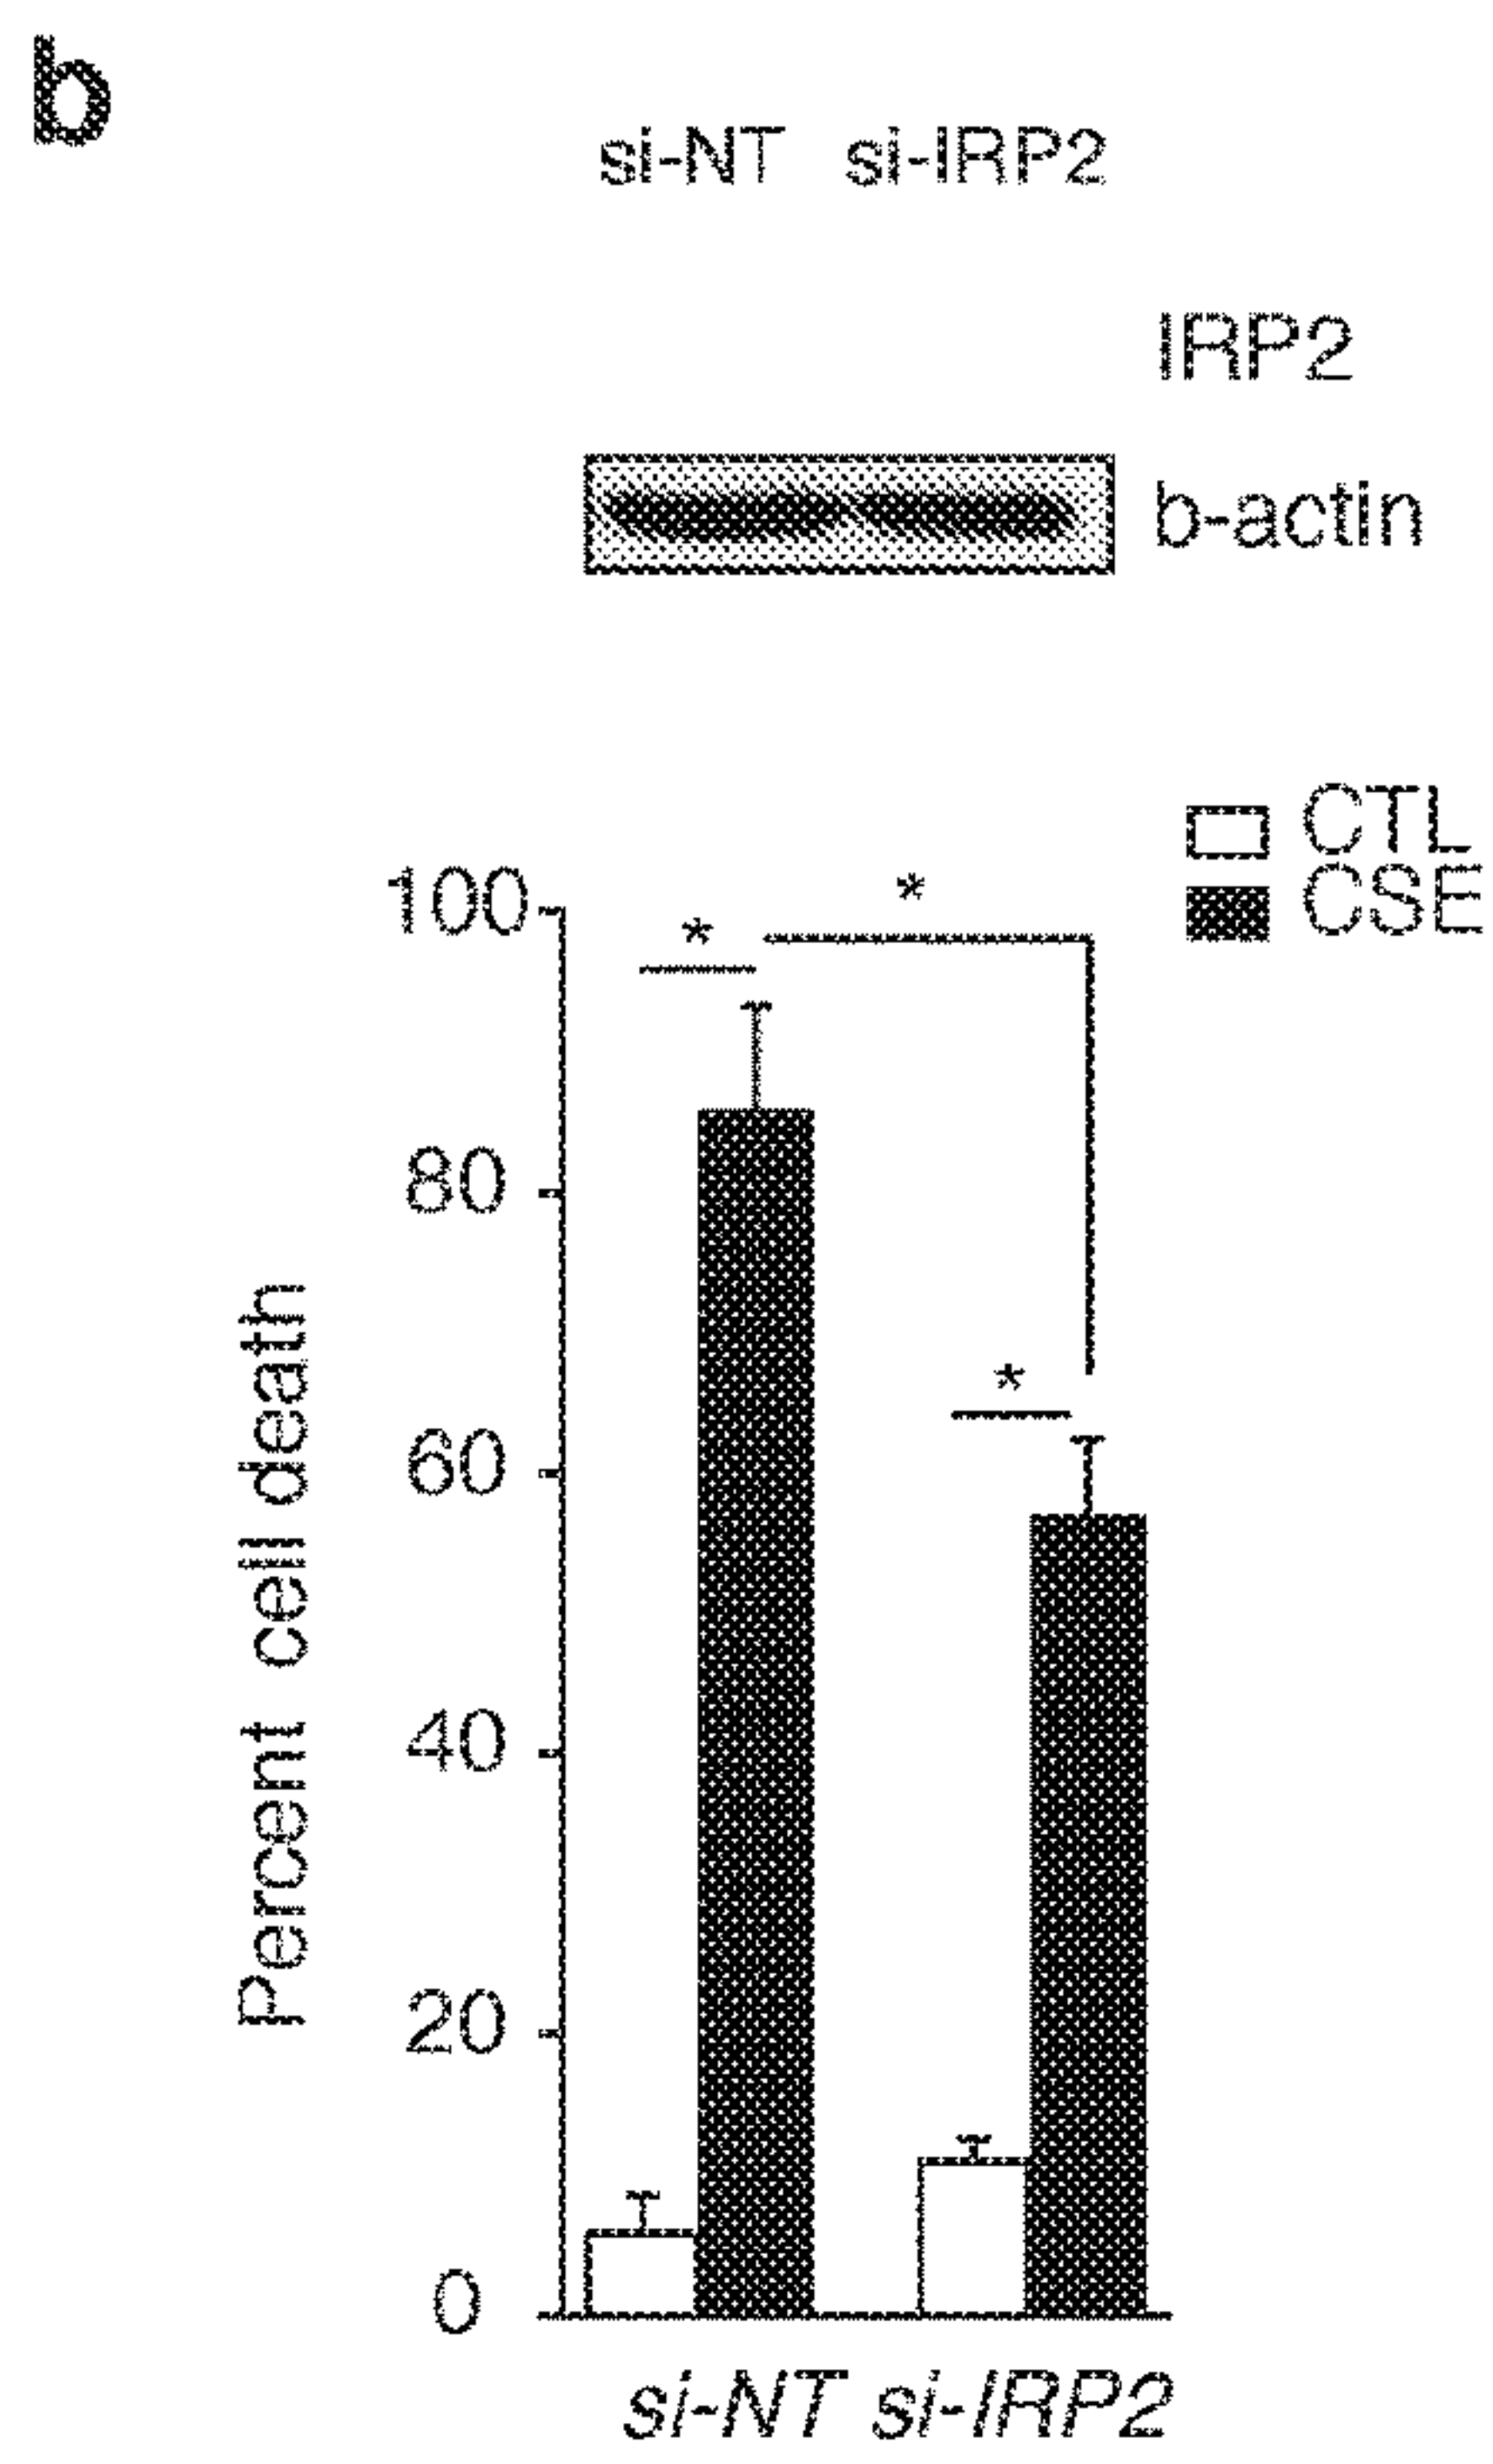 b
si-NT si-IRP2
IRP2
b-actin
CTL
CSE
100
80
60
40
20
0
* * *
Percent cell death
si-NT si-IRP2